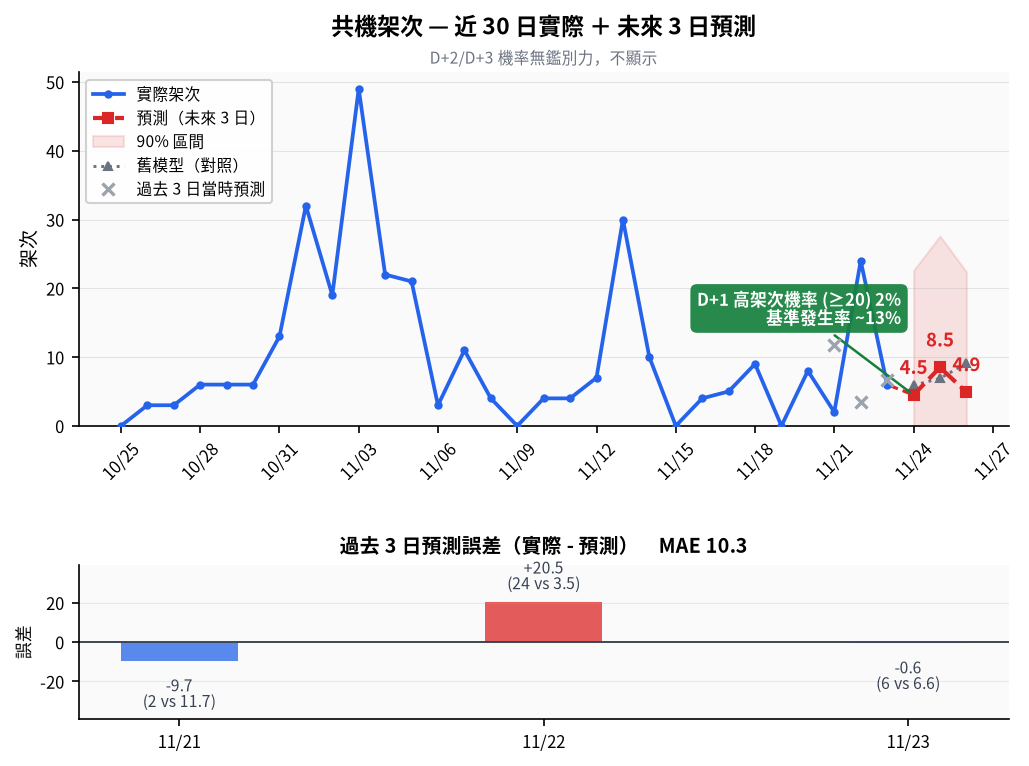 共機架次 — 近 30 日實際 ＋ 未來 3 日預測
D+2/D+3 機率無鑑別力，不顯示
50
40
30
20
10
0
架次
實際架次
預測（未來 3 日）
90% 區間
舊模型（對照）
過去 3 日當時預測
D+1 高架次機率 (≥20) 2%
基準發生率 ~13%
4.5
8.5
4.9
10/25
10/28
10/31
11/03
11/06
11/09
11/12
11/15
11/18
11/21
11/24
11/27
過去 3 日預測誤差（實際 - 預測） MAE 10.3
誤差
20
0
-20
-9.7
(2 vs 11.7)
+20.5
(24 vs 3.5)
-0.6
(6 vs 6.6)
11/21
11/22
11/23